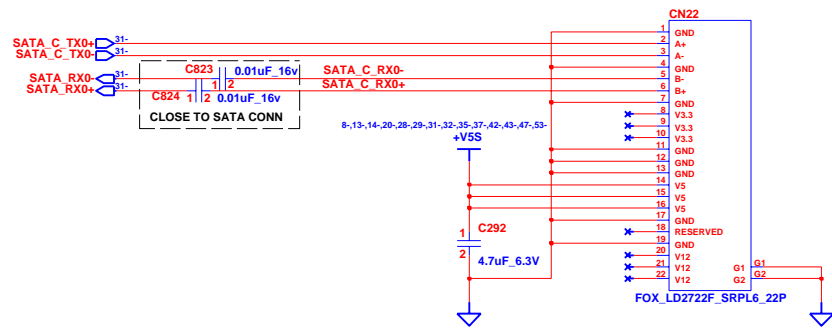 CN22
SATA_C_TX0+ 31- 1 GND
SATA_C_TX0- 31- 2 A+
3 A-
4 GND
SATA_RX0- 31- C823 0.01uF_16v SATA_C_RX0- 5 B-
SATA_RX0+ 31- 1 2 SATA_C_RX0+ 6 B+
C824 1 2 0.01uF_16v 7 GND
CLOSE TO SATA CONN
8 V3.3
9 V3.3
10 V3.3
8-,13-,14-,20-,28-,29-,31-,32-,35-,37-,42-,43-,47-,53-
+V5S
11 GND
12 GND
13 GND
14 V5
15 V5
16 V5
17 GND
C292
1
2
4.7uF_6.3V
18 RESERVED
19 GND
20 V12
21 V12 G1 G1
22 V12 G2 G2
FOX_LD2722F_SRPL6_22P